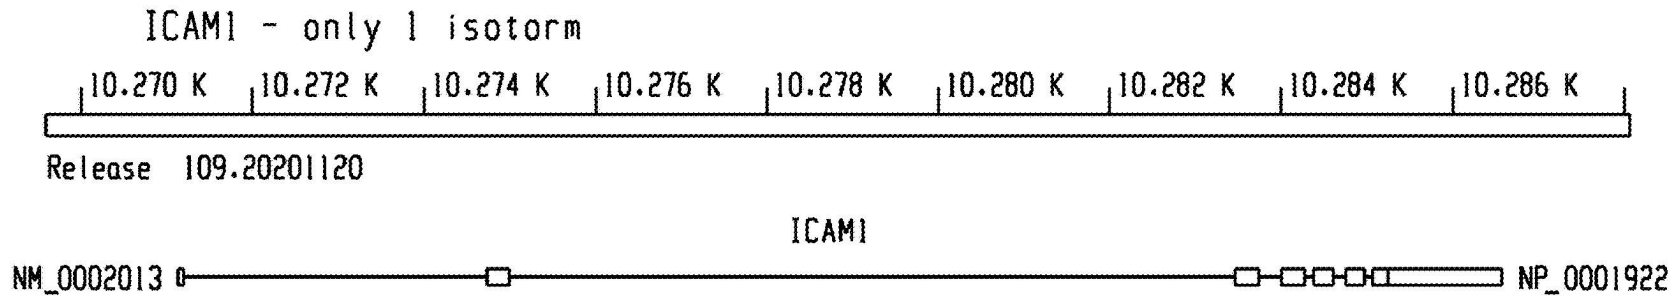 ICAM1 - only 1 isotorm
10.270 K 10.272 K 10.274 K 10.276 K 10.278 K 10.280 K 10.282 K 10.284 K 10.286 K
Release 109.20201120
ICAM1
NM_0002013 NP_0001922